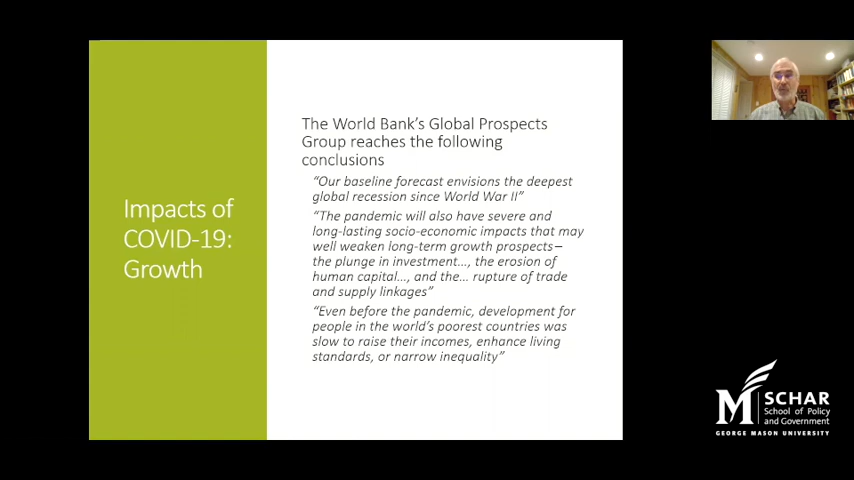 Impacts of
COVID-19:
Growth
The World Bank's Global Prospects
Group reaches the following
conclusions
“Our baseline forecast envisions the deepest
global recession since World War II”
“The pandemic will also have severe and
long-lasting socio-economic impacts that may
well weaken long-term growth prospects—
the plunge in investment…, the erosion of
human capital…, and the… rupture of trade
and supply linkages”
“Even before the pandemic, development for
people in the world's poorest countries was
slow to raise their incomes, enhance living
standards, or narrow inequality”
M SCHAR
School of Policy
and Government
GEORGE MASON UNIVERSITY